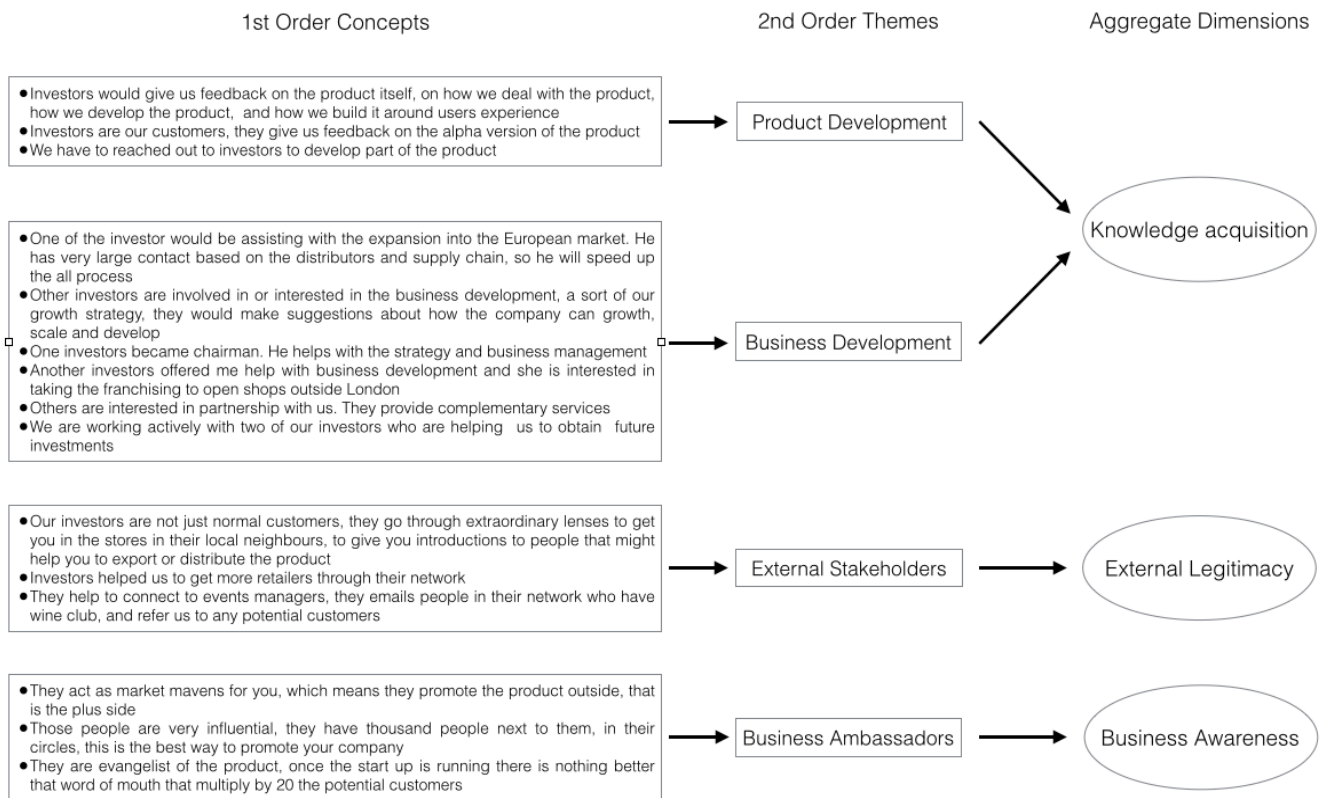 1st Order Concepts
2nd Order Themes
Aggregate Dimensions
●Investors would give us feedback on the product itself, on how we deal with the product,
how we develop the product, and how we build it around users experience
●Investors are our customers, they give us feedback on the alpha version of the product
●We have to reached out to investors to develop part of the product
Product Development
Knowledge acquisition
●One of the investor would be assisting with the expansion into the European market. He
has very large contact based on the distributors and supply chain, so he will speed up
the all process
●Other investors are involved in or interested in the business development, a sort of our
growth strategy, they would make suggestions about how the company can growth,
scale and develop
●One investors became chairman. He helps with the strategy and business management
●Another investors offered me help with business development and she is interested in
taking the franchising to open shops outside London
●Others are interested in partnership with us. They provide complementary services
●We are working actively with two of our investors who are helping us to obtain future
investments
Business Development
●Our investors are not just normal customers, they go through extraordinary lenses to get
you in the stores in their local neighbours, to give you introductions to people that might
help you to export or distribute the product
●Investors helped us to get more retailers through their network
●They help to connect to events managers, they emails people in their network who have
wine club, and refer us to any potential customers
External Stakeholders
External Legitimacy
●They act as market mavens for you, which means they promote the product outside, that
is the plus side
●Those people are very influential, they have thousand people next to them, in their
circles, this is the best way to promote your company
●They are evangelist of the product, once the start up is running there is nothing better
that word of mouth that multiply by 20 the potential customers
Business Ambassadors
Business Awareness